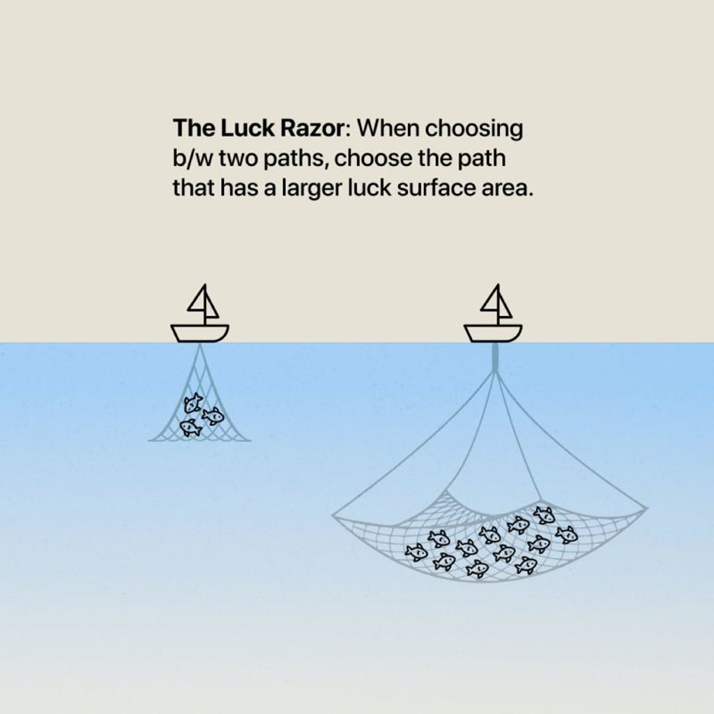 The Luck Razor: When choosing
b/w two paths, choose the path
that has a larger luck surface area.